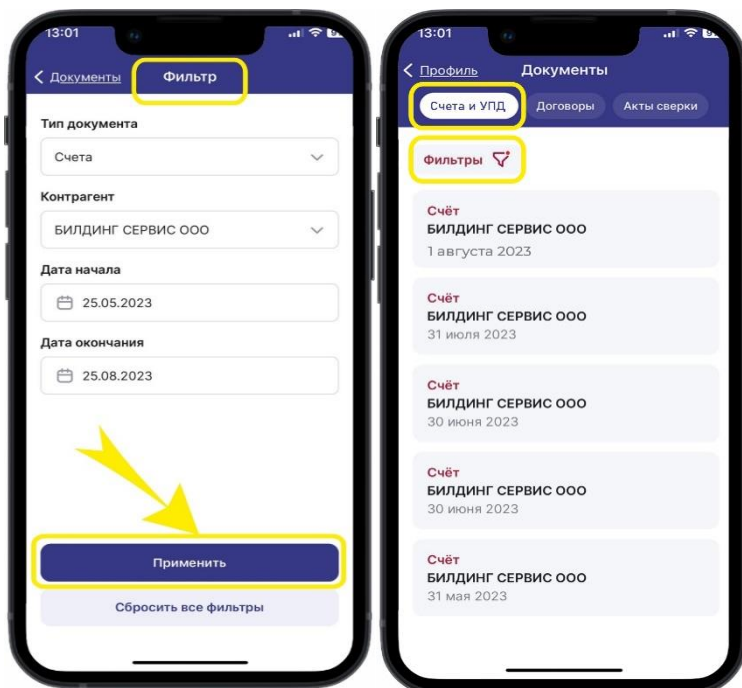 13:01
Документы
Фильтр
Тип документа
Счета
Контрагент
БИЛДИНГ СЕРВИС ООО
Дата начала
25.05.2023
Дата окончания
25.08.2023
Применить
Сбросить все фильтры
13:01
Профиль
Документы
Счета и УПД
Договоры
Акты сверки
Фильтры
Счёт
БИЛДИНГ СЕРВИС ООО
1 августа 2023
Счёт
БИЛДИНГ СЕРВИС ООО
31 июля 2023
Счёт
БИЛДИНГ СЕРВИС ООО
30 июня 2023
Счёт
БИЛДИНГ СЕРВИС ООО
30 июня 2023
Счёт
БИЛДИНГ СЕРВИС ООО
31 мая 2023